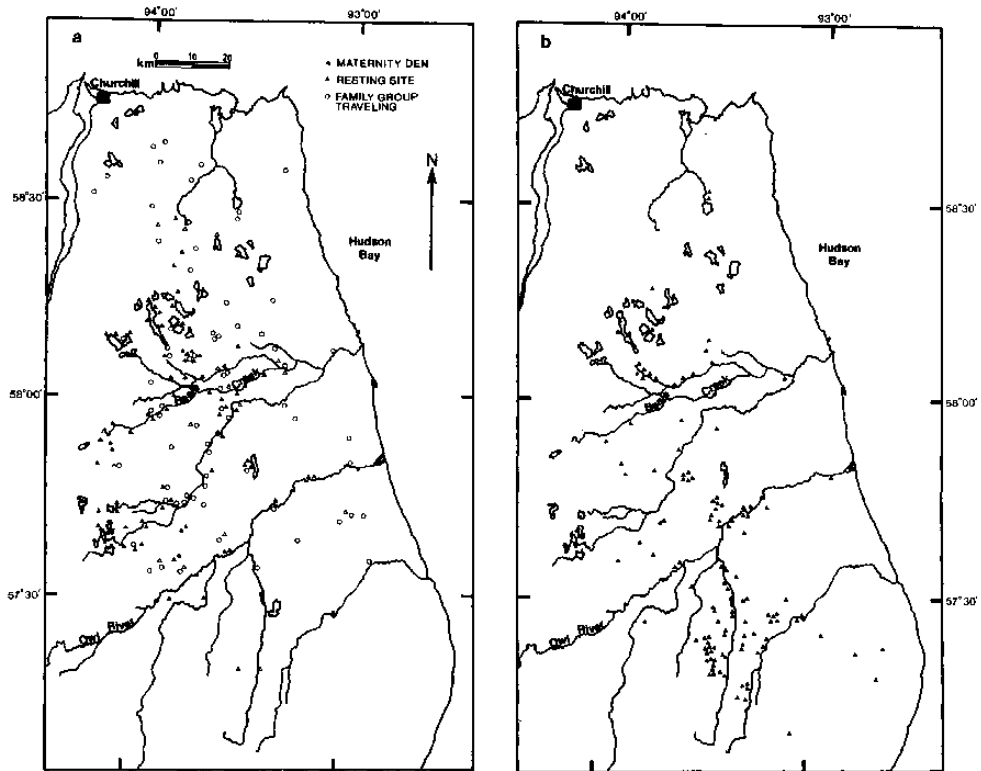 94°00'
93°00'
a
km
0 10 20
Churchill
MATERNITY DEN
RESTING SITE
FAMILY GROUP
TRAVELING
N
58°30'
Hudson
Bay
Creek
58°00'
57°30'
Owl River
94°00'
93°00'
b
Churchill
58°30'
Hudson
Bay
Creek
58°00'
57°30'
Owl River